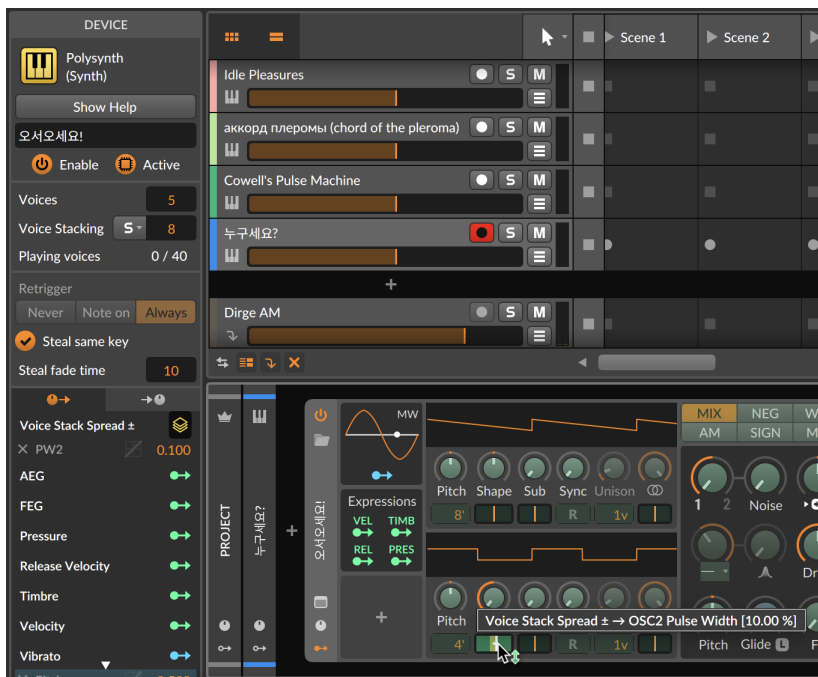 DEVICE
Polysynth
(Synth)
Show Help
오서오세요!
Enable Active
Voices 5
Voice Stacking S 8
Playing voices 0 / 40
Retrigger
Never Note on Always
Steal same key
Steal fade time 10
Voice Stack Spread ±
× PW2 0.100
AEG
FEG
Pressure
Release Velocity
Timbre
Velocity
Vibrato
Scene 1 Scene 2
Idle Pleasures S M
аккорд плеромы (chord of the pleroma) S M
Cowell's Pulse Machine S M
누구세요? S M
+
Dirge AM S M
PROJECT
누구세요?
+
오서오세요!
MW
Expressions
VEL TIMB
REL PRES
+
Pitch Shape Sub Sync Unison
8' R 1v
Pitch
Voice Stack Spread ± → OSC2 Pulse Width [10.00 %]
4' R 1v
MIX NEG
AM SIGN
1 2 Noise
Pitch Glide L